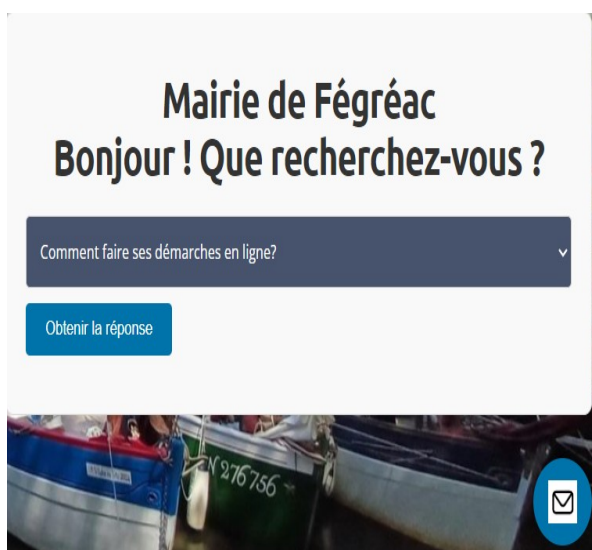 Mairie de Fégréac
Bonjour ! Que recherchez-vous ?
Comment faire ses démarches en ligne?
Obtenir la réponse
N 276756